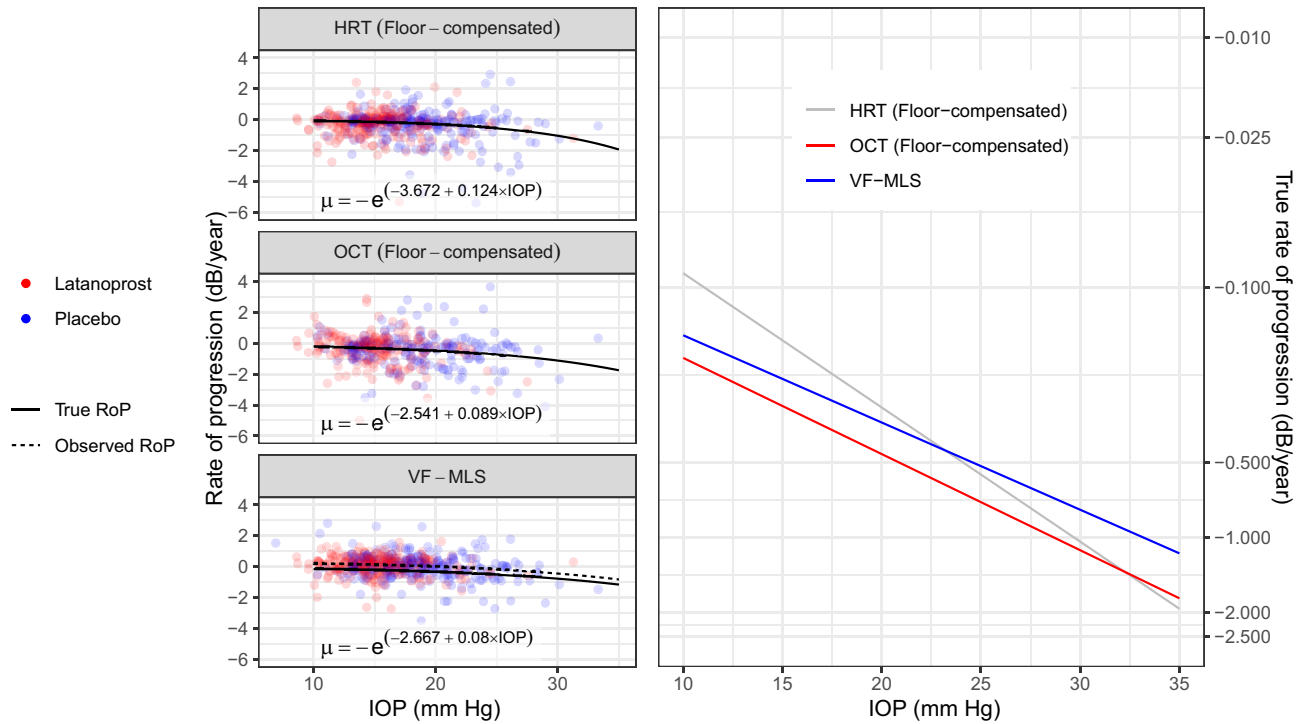 Latanoprost
Placebo
True RoP
Observed RoP
Rate of progression (dB/year)
HRT (Floor − compensated)
4
2
0
−2
−4
−6
μ = −e(−3.672 + 0.124×IOP)
OCT (Floor − compensated)
4
2
0
−2
−4
−6
μ = −e(−2.541 + 0.089×IOP)
VF − MLS
4
2
0
−2
−4
−6
μ = −e(−2.667 + 0.08×IOP)
10 20 30
IOP (mm Hg)
HRT (Floor−compensated)
OCT (Floor−compensated)
VF−MLS
−0.010
−0.025
−0.100
−0.500
−1.000
−2.000
−2.500
True rate of progression (dB/year)
10 15 20 25 30 35
IOP (mm Hg)